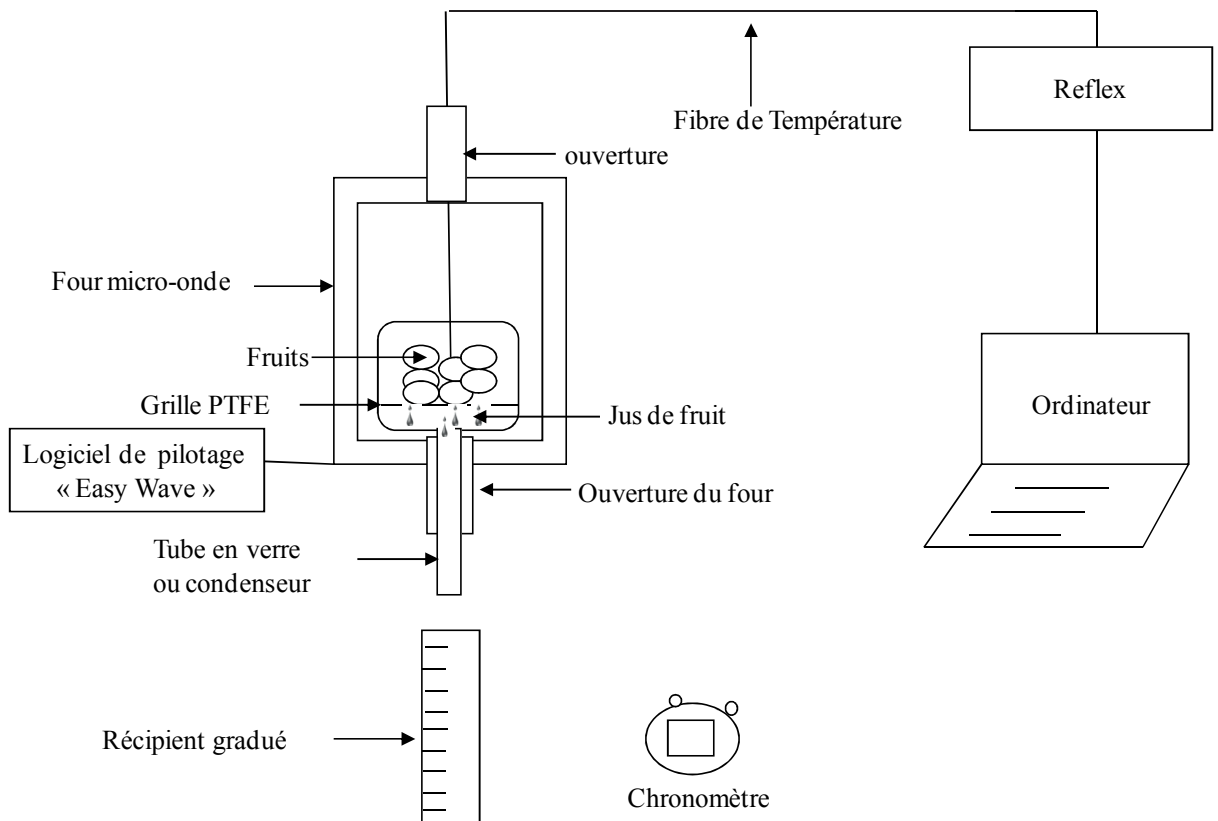 Reflex
Fibre de Température
ouverture
Four micro-onde
Fruits
Grille PTFE
Jus de fruit
Ordinateur
Logiciel de pilotage
« Easy Wave »
Ouverture du four
Tube en verre
ou condenseur
Récipient gradué
Chronomètre